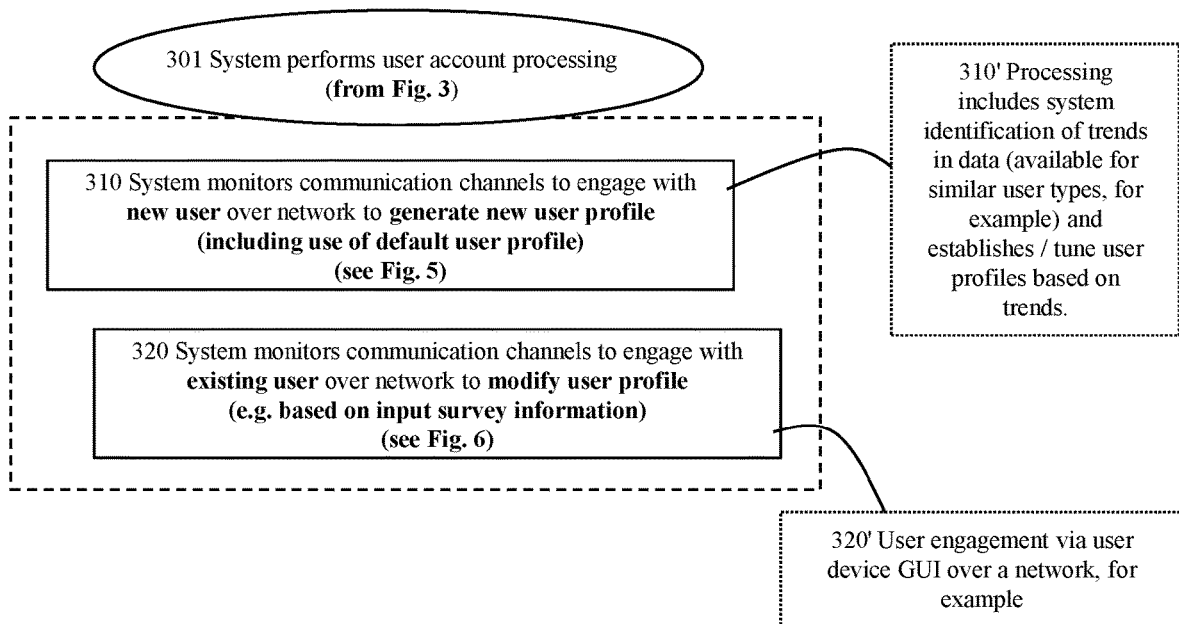 301 System performs user account processing
(from Fig. 3)
310 System monitors communication channels to engage with
new user over network to generate new user profile
(including use of default user profile)
(see Fig. 5)
320 System monitors communication channels to engage with
existing user over network to modify user profile
(e.g. based on input survey information)
(see Fig. 6)
310' Processing
includes system
identification of trends
in data (available for
similar user types, for
example) and
establishes / tune user
profiles based on
trends.
320' User engagement via user
device GUI over a network, for
example